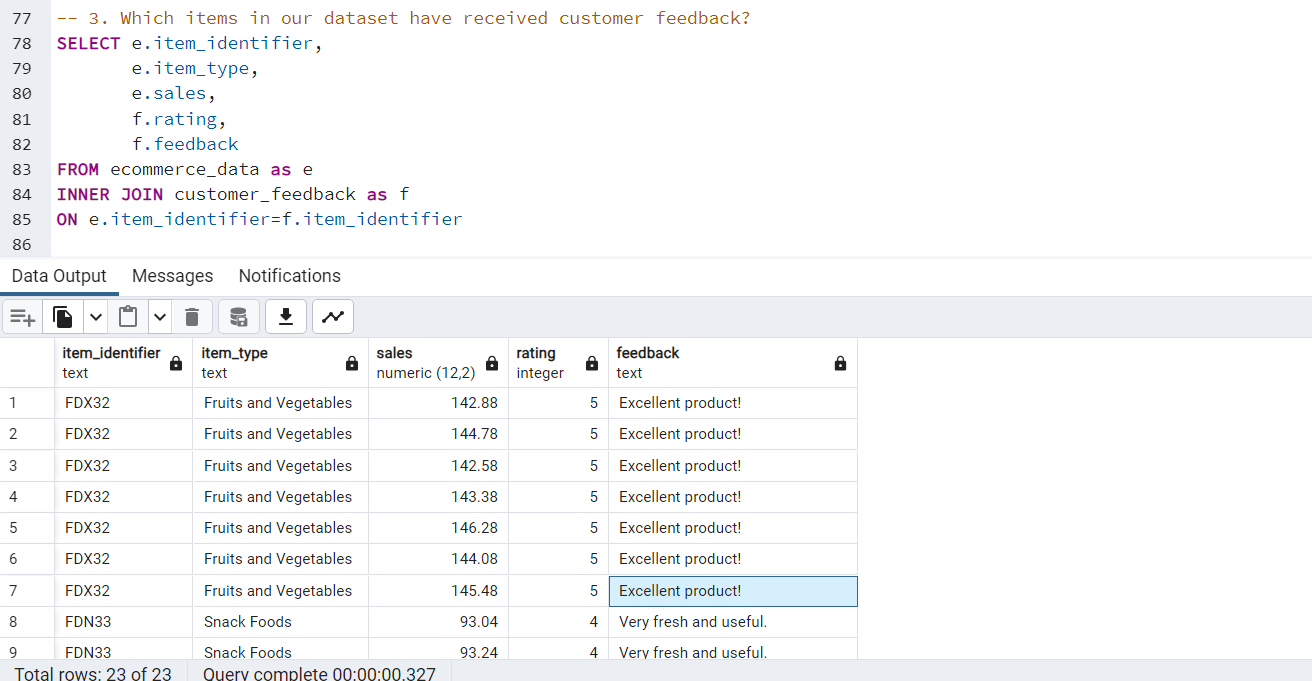 77 -- 3. Which items in our dataset have received customer feedback?
78 SELECT e.item_identifier,
79 e.item_type,
80 e.sales,
81 f.rating,
82 f.feedback
83 FROM ecommerce_data as e
84 INNER JOIN customer_feedback as f
85 ON e.item_identifier=f.item_identifier
86
Data Output Messages Notifications
item_identifier item_type sales rating feedback
text text numeric (12,2) integer text
1 FDX32 Fruits and Vegetables 142.88 5 Excellent product!
2 FDX32 Fruits and Vegetables 144.78 5 Excellent product!
3 FDX32 Fruits and Vegetables 142.58 5 Excellent product!
4 FDX32 Fruits and Vegetables 143.38 5 Excellent product!
5 FDX32 Fruits and Vegetables 146.28 5 Excellent product!
6 FDX32 Fruits and Vegetables 144.08 5 Excellent product!
7 FDX32 Fruits and Vegetables 145.48 5 Excellent product!
8 FDN33 Snack Foods 93.04 4 Very fresh and useful.
9 FDN33 Snack Foods 93.24 4 Very fresh and useful.
Total rows: 23 of 23 Query complete 00:00:00.327